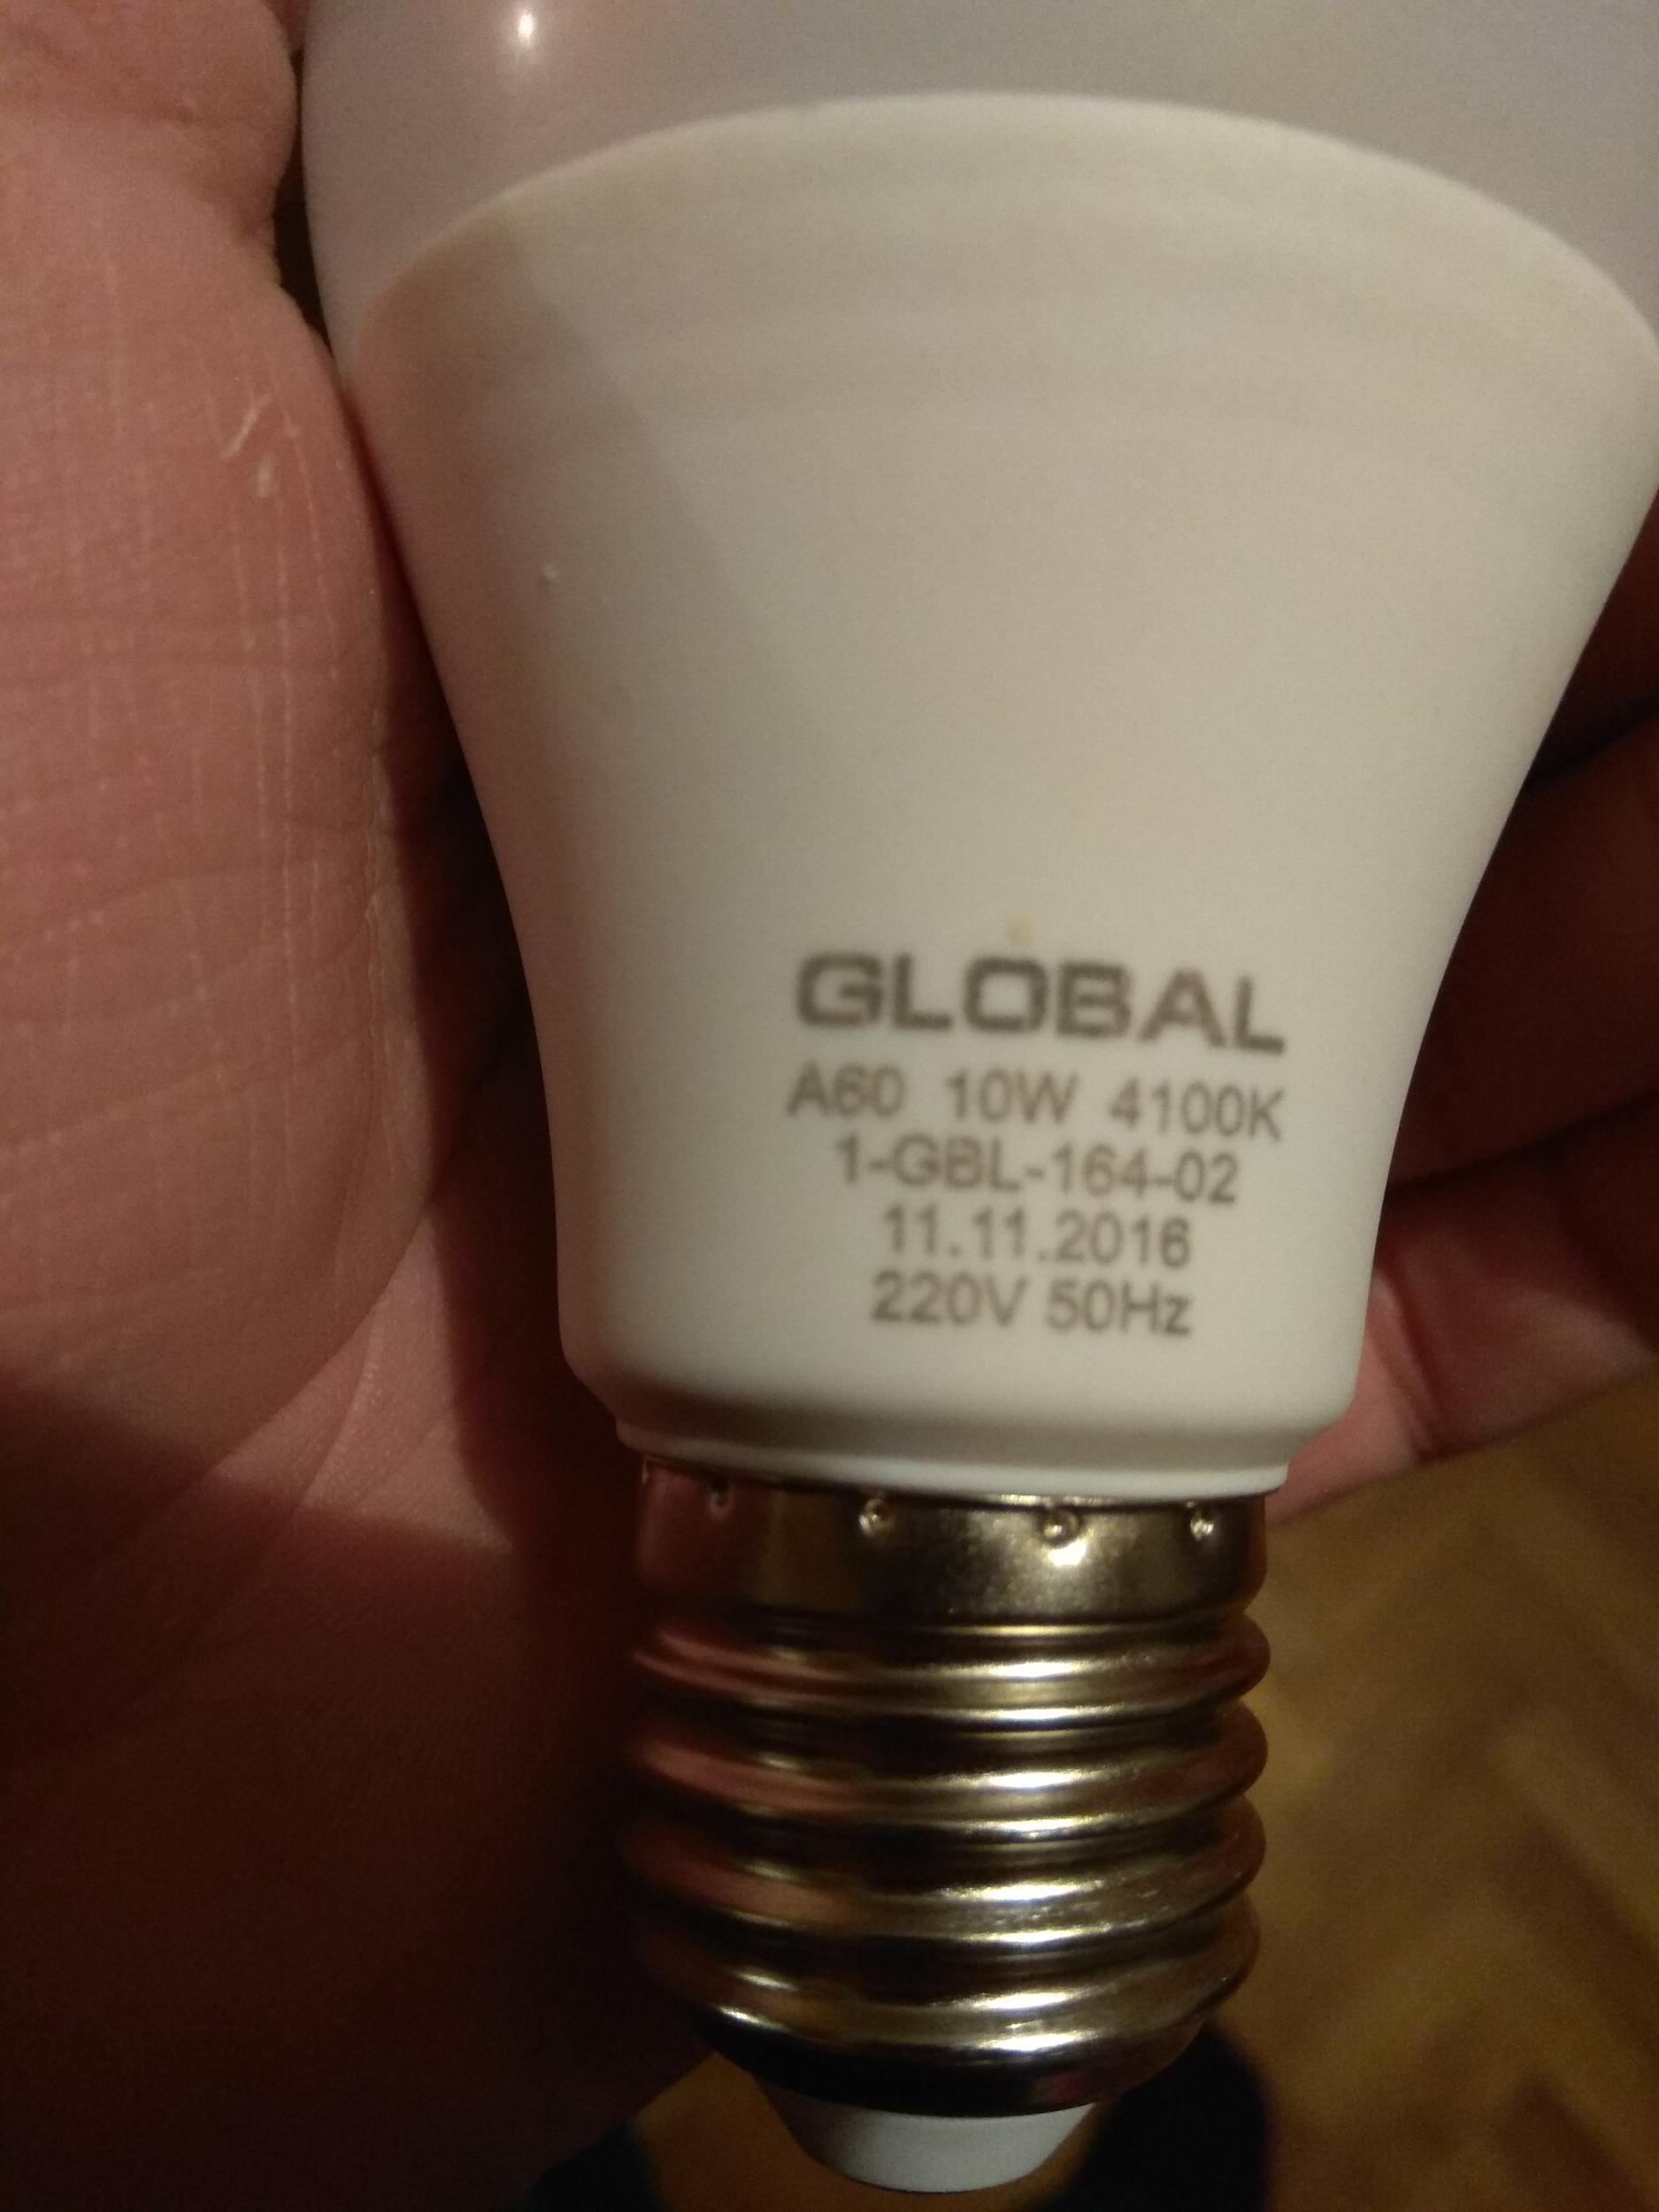 GLOBAL
A60 10W 4100K
1-GBL-164-02
11.11.2016
220V 50Hz